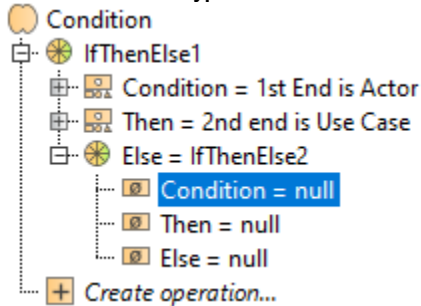 Condition
IfThenElse1
Condition = 1st End is Actor
Then = 2nd end is Use Case
Else = IfThenElse2
Condition = null
Then = null
Else = null
Create operation...